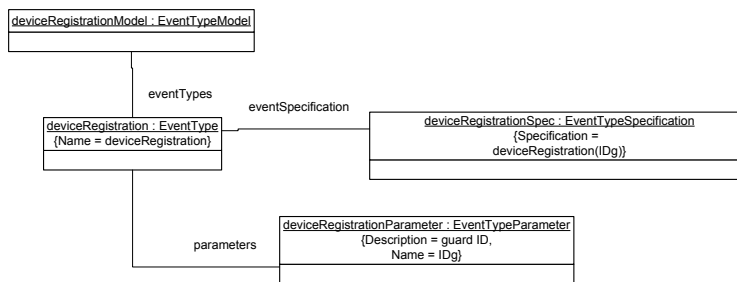 deviceRegistrationModel : EventTypeModel
eventTypes
eventSpecification
deviceRegistration : EventType
{Name = deviceRegistration}
deviceRegistrationSpec : EventTypeSpecification
{Specification =
deviceRegistration(IDg)}
parameters
deviceRegistrationParameter : EventTypeParameter
{Description = guard ID,
Name = IDg}